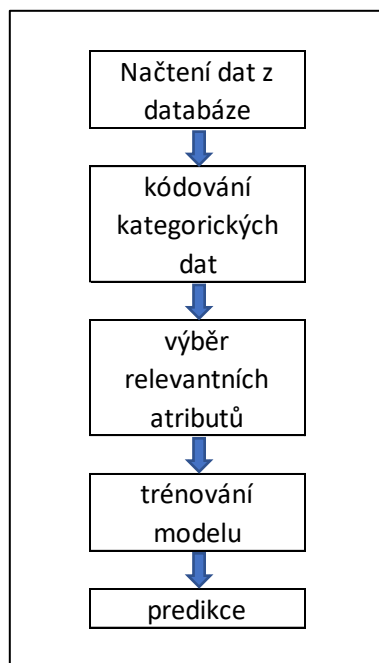 Načtení dat z
databáze
kódování
kategorických
dat
výběr
relevantních
atributů
trénování
modelu
predikce